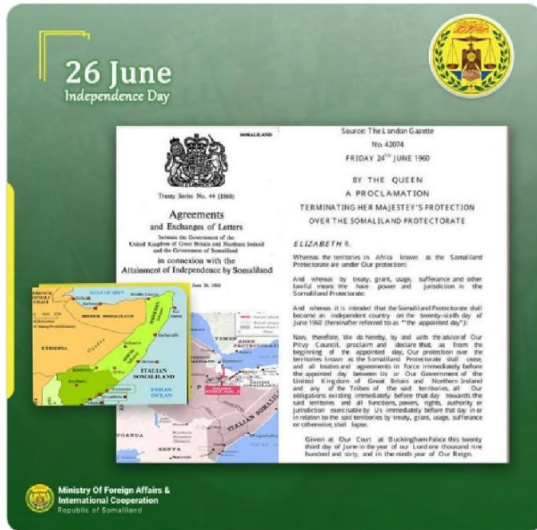 26 June
Independence Day
SOMALILAND
Treaty Series No. 44 (1960)
Agreements
and Exchanges of Letters
between the Government of the
United Kingdom of Great Britain and Northern Ireland
and the Government of Somaliland
in connexion with the
Attainment of Independence by Somaliland
June 26, 1960
Source: The London Gazette
No. 42074
FRIDAY 24TH JUNE 1960
BY THE QUEEN
A PROCLAMATION
TERMINATING HER MAJESTY'S PROTECTION
OVER THE SOMALILAND PROTECTORATE
ELIZABETH R.
Whereas the territories in Africa known as the Somaliland
Protectorate are under Our protection:
And whereas by treaty, grant, usage, sufferance and other
lawful means We have power and jurisdiction in the
Somaliland Protectorate:
And whereas it is intended that the Somaliland Protectorate shall
become an independent country on the twenty-sixth day of
June 1960 (hereinafter referred to as "the appointed day"):
Now, therefore, We do hereby, by and with the advice of Our
Privy Council, proclaim and declare that, as from the
beginning of the appointed day, Our protection over the
territories known as the Somaliland Protectorate shall cease,
and all treaties and agreements in force immediately before
the appointed day between Us or Our Government of the
United Kingdom of Great Britain and Northern Ireland
and any of the Tribes of the said territories, all Our
obligations existing immediately before that day towards the
said territories and all functions, powers, rights, authority or
jurisdiction exercisable by Us immediately before that day in or
in relation to the said territories by treaty, grant, usage, sufferance
or otherwise, shall lapse.
Given at Our Court at Buckingham Palace this twenty
third day of June in the year of our Lord one thousand nine
hundred and sixty, and in the ninth year of Our Reign.
BRITISH SOMALILAND
ETHIOPIA
Ogaden
ITALIAN
SOMALILAND
INDIAN
OCEAN
YEMEN
ITALIAN SOMALI
UGANDA
KENYA
Ministry Of Foreign Affairs &
International Cooperation
Republic of Somaliland